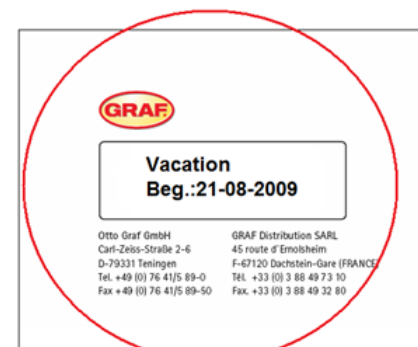 GRAF
Vacation
Beg.:21-08-2009
Otto Graf GmbH
Carl-Zeiss-Straße 2-6
D-79331 Teningen
Tel. +49 (0) 76 41/5 89-0
Fax +49 (0) 76 41/5 89-50
GRAF Distribution SARL
45 route d'Ernolsheim
F-67120 Dachstein-Gare (FRANCE)
Tél. +33 (0) 3 88 49 73 10
Fax. +33 (0) 3 88 49 32 80